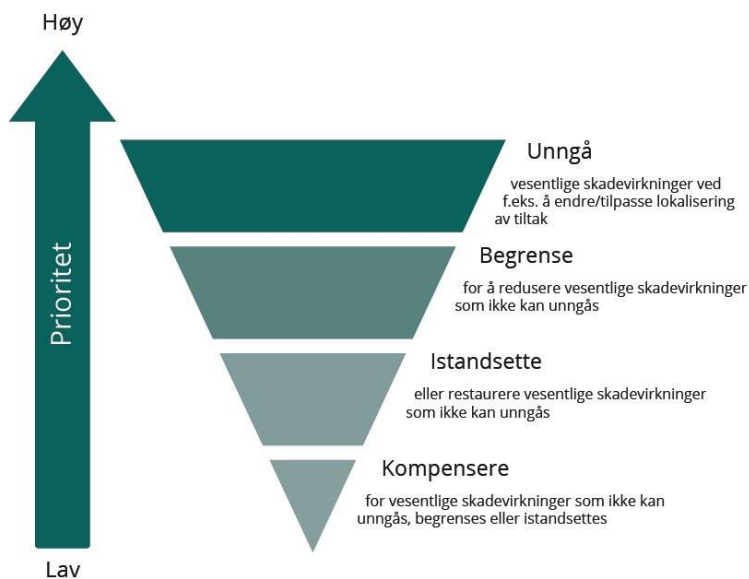 Høy
Prioritet
Unngå
vesentlige skadevirkninger ved
f.eks. å endre/tilpasse lokalisering
av tiltak
Begrense
for å redusere vesentlige skadevirkninger
som ikke kan unngås
Istandsette
eller restaurere vesentlige skadevirkninger
som ikke kan unngås
Kompensere
for vesentlige skadevirkninger som ikke kan
unngås, begrenses eller istandsettes
Lav